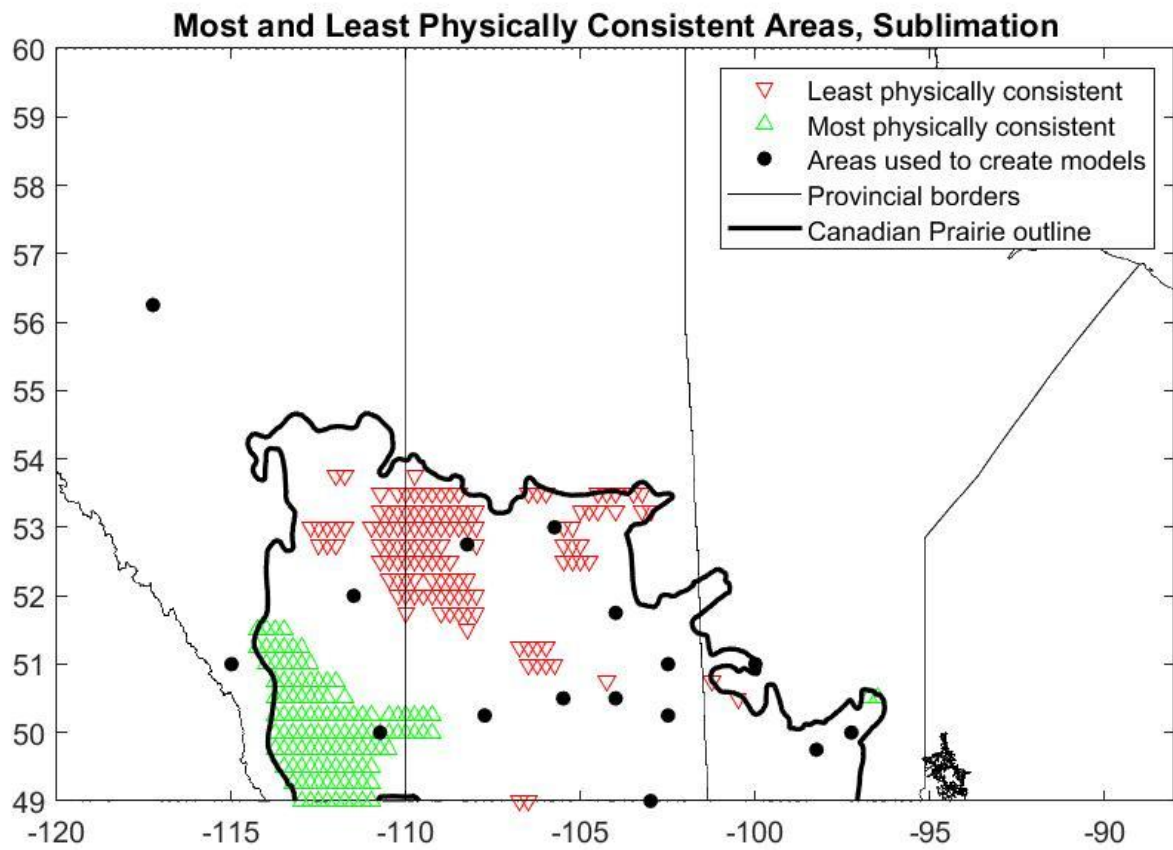 Most and Least Physically Consistent Areas, Sublimation
60
59
58
57
56
55
54
53
52
51
50
49
Least physically consistent
Most physically consistent
Areas used to create models
Provincial borders
Canadian Prairie outline
-120 -115 -110 -105 -100 -95 -90